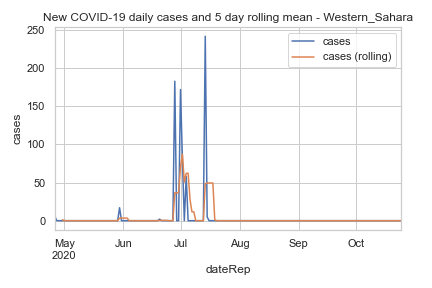 New COVID-19 daily cases and 5 day rolling mean - Western_Sahara
cases
cases (rolling)
250
200
150
100
50
0
cases
May Jun Jul Aug Sep Oct
2020
dateRep